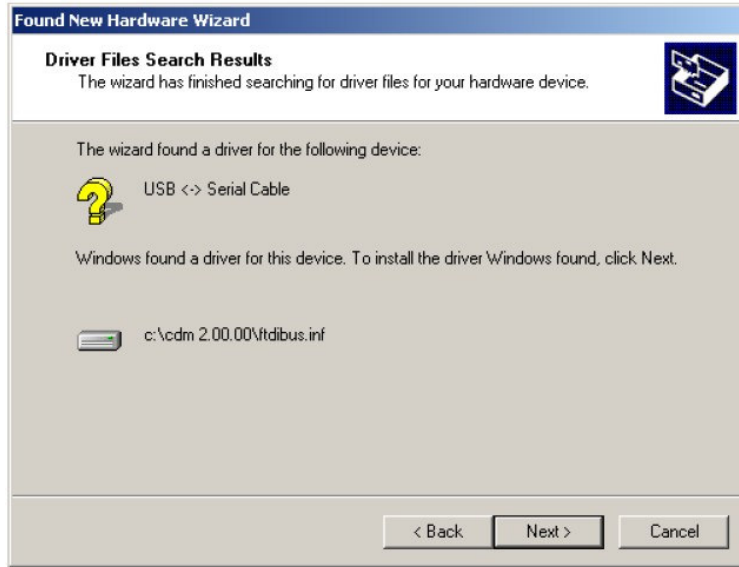 Found New Hardware Wizard
Driver Files Search Results
The wizard has finished searching for driver files for your hardware device.
The wizard found a driver for the following device:
USB <-> Serial Cable
Windows found a driver for this device. To install the driver Windows found, click Next.
c:\cdm 2.00.00\ftdibus.inf
< Back
Next >
Cancel